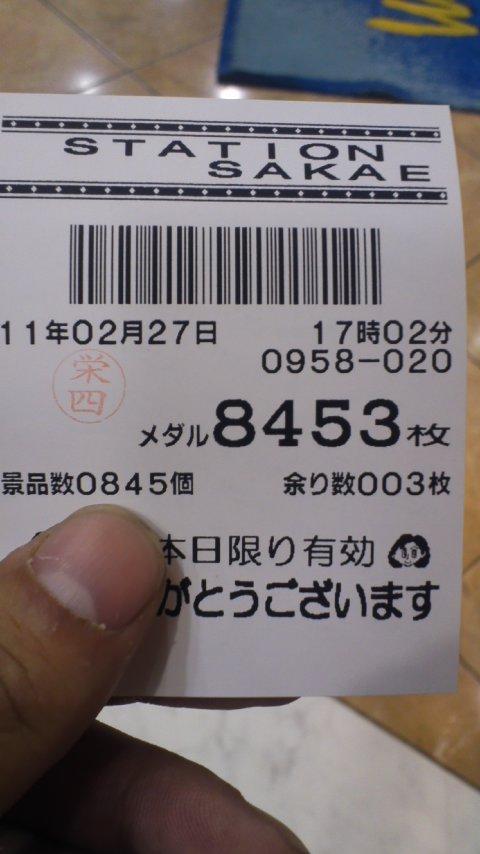 STATION
SAKAE
11年02月27日 17時02分
0958-020
栄四
メダル8453枚
景品数0845個 余り数003枚
本日限り有効
がとうございます